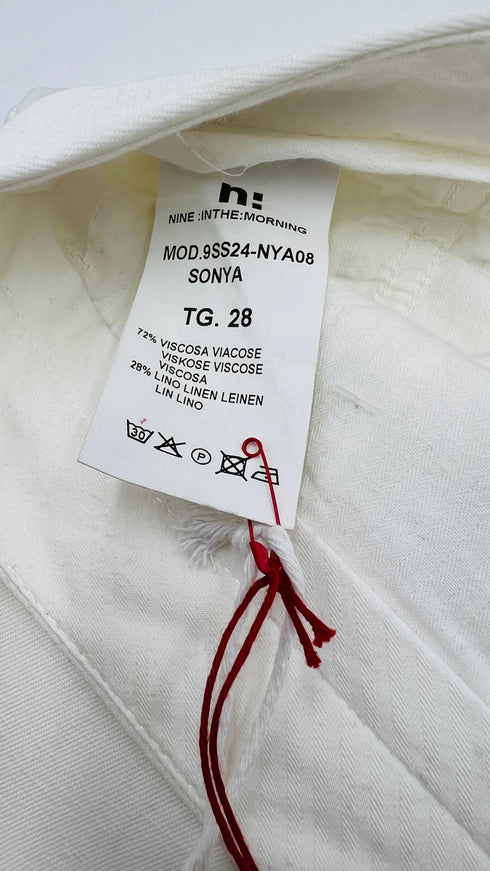 n:
NINE :INTHE:MORNING
MOD.9SS24-NYA08
SONYA
TG. 28
72% VISCOSA VIACOSE
VISKOSE VISCOSE
VISCOSA
28% LINO LINEN LEINEN
LIN LINO
30 P